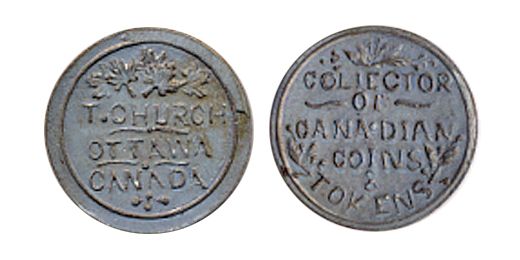 T. CHURCH
OTTAWA
CANADA
COLLECTOR
OF
CANADIAN
COINS
&
TOKENS